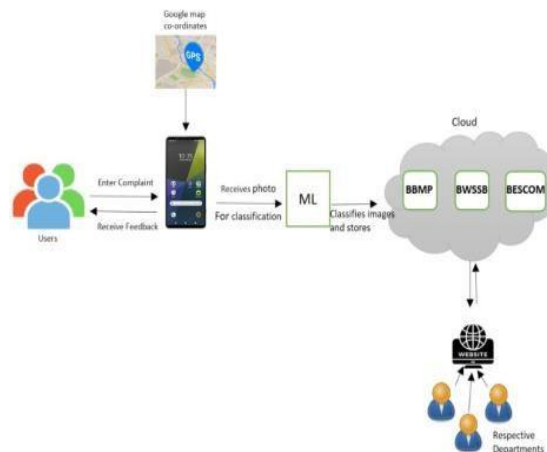 Google map
co-ordinates
GPS
Cloud
BBMP
BWSSB
BESCOM
Enter Complaint
Receives photo
ML
For classification
Classifies images
and stores
Receive Feedback
Users
WEBSITE
Respective
Departments